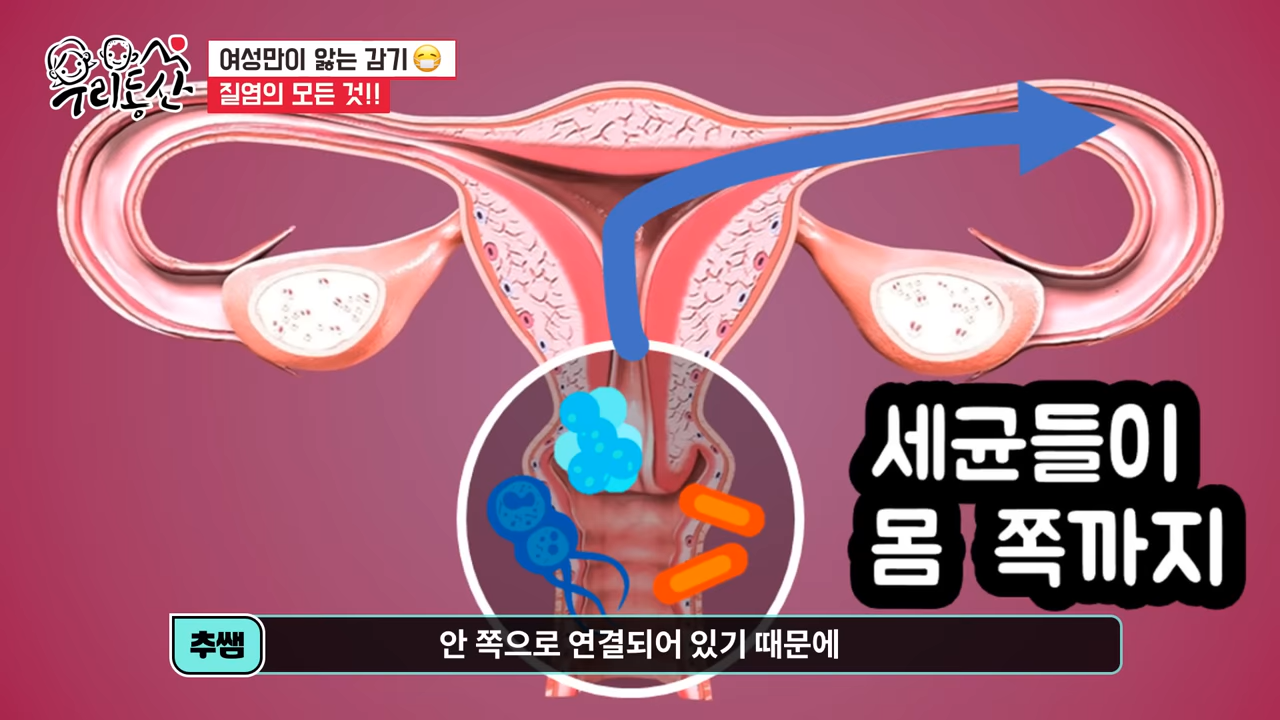 우리동산
여성만이 앓는 감기😷
질염의 모든 것!!
세균들이
몸 쪽까지
추쌤
안 쪽으로 연결되어 있기 때문에